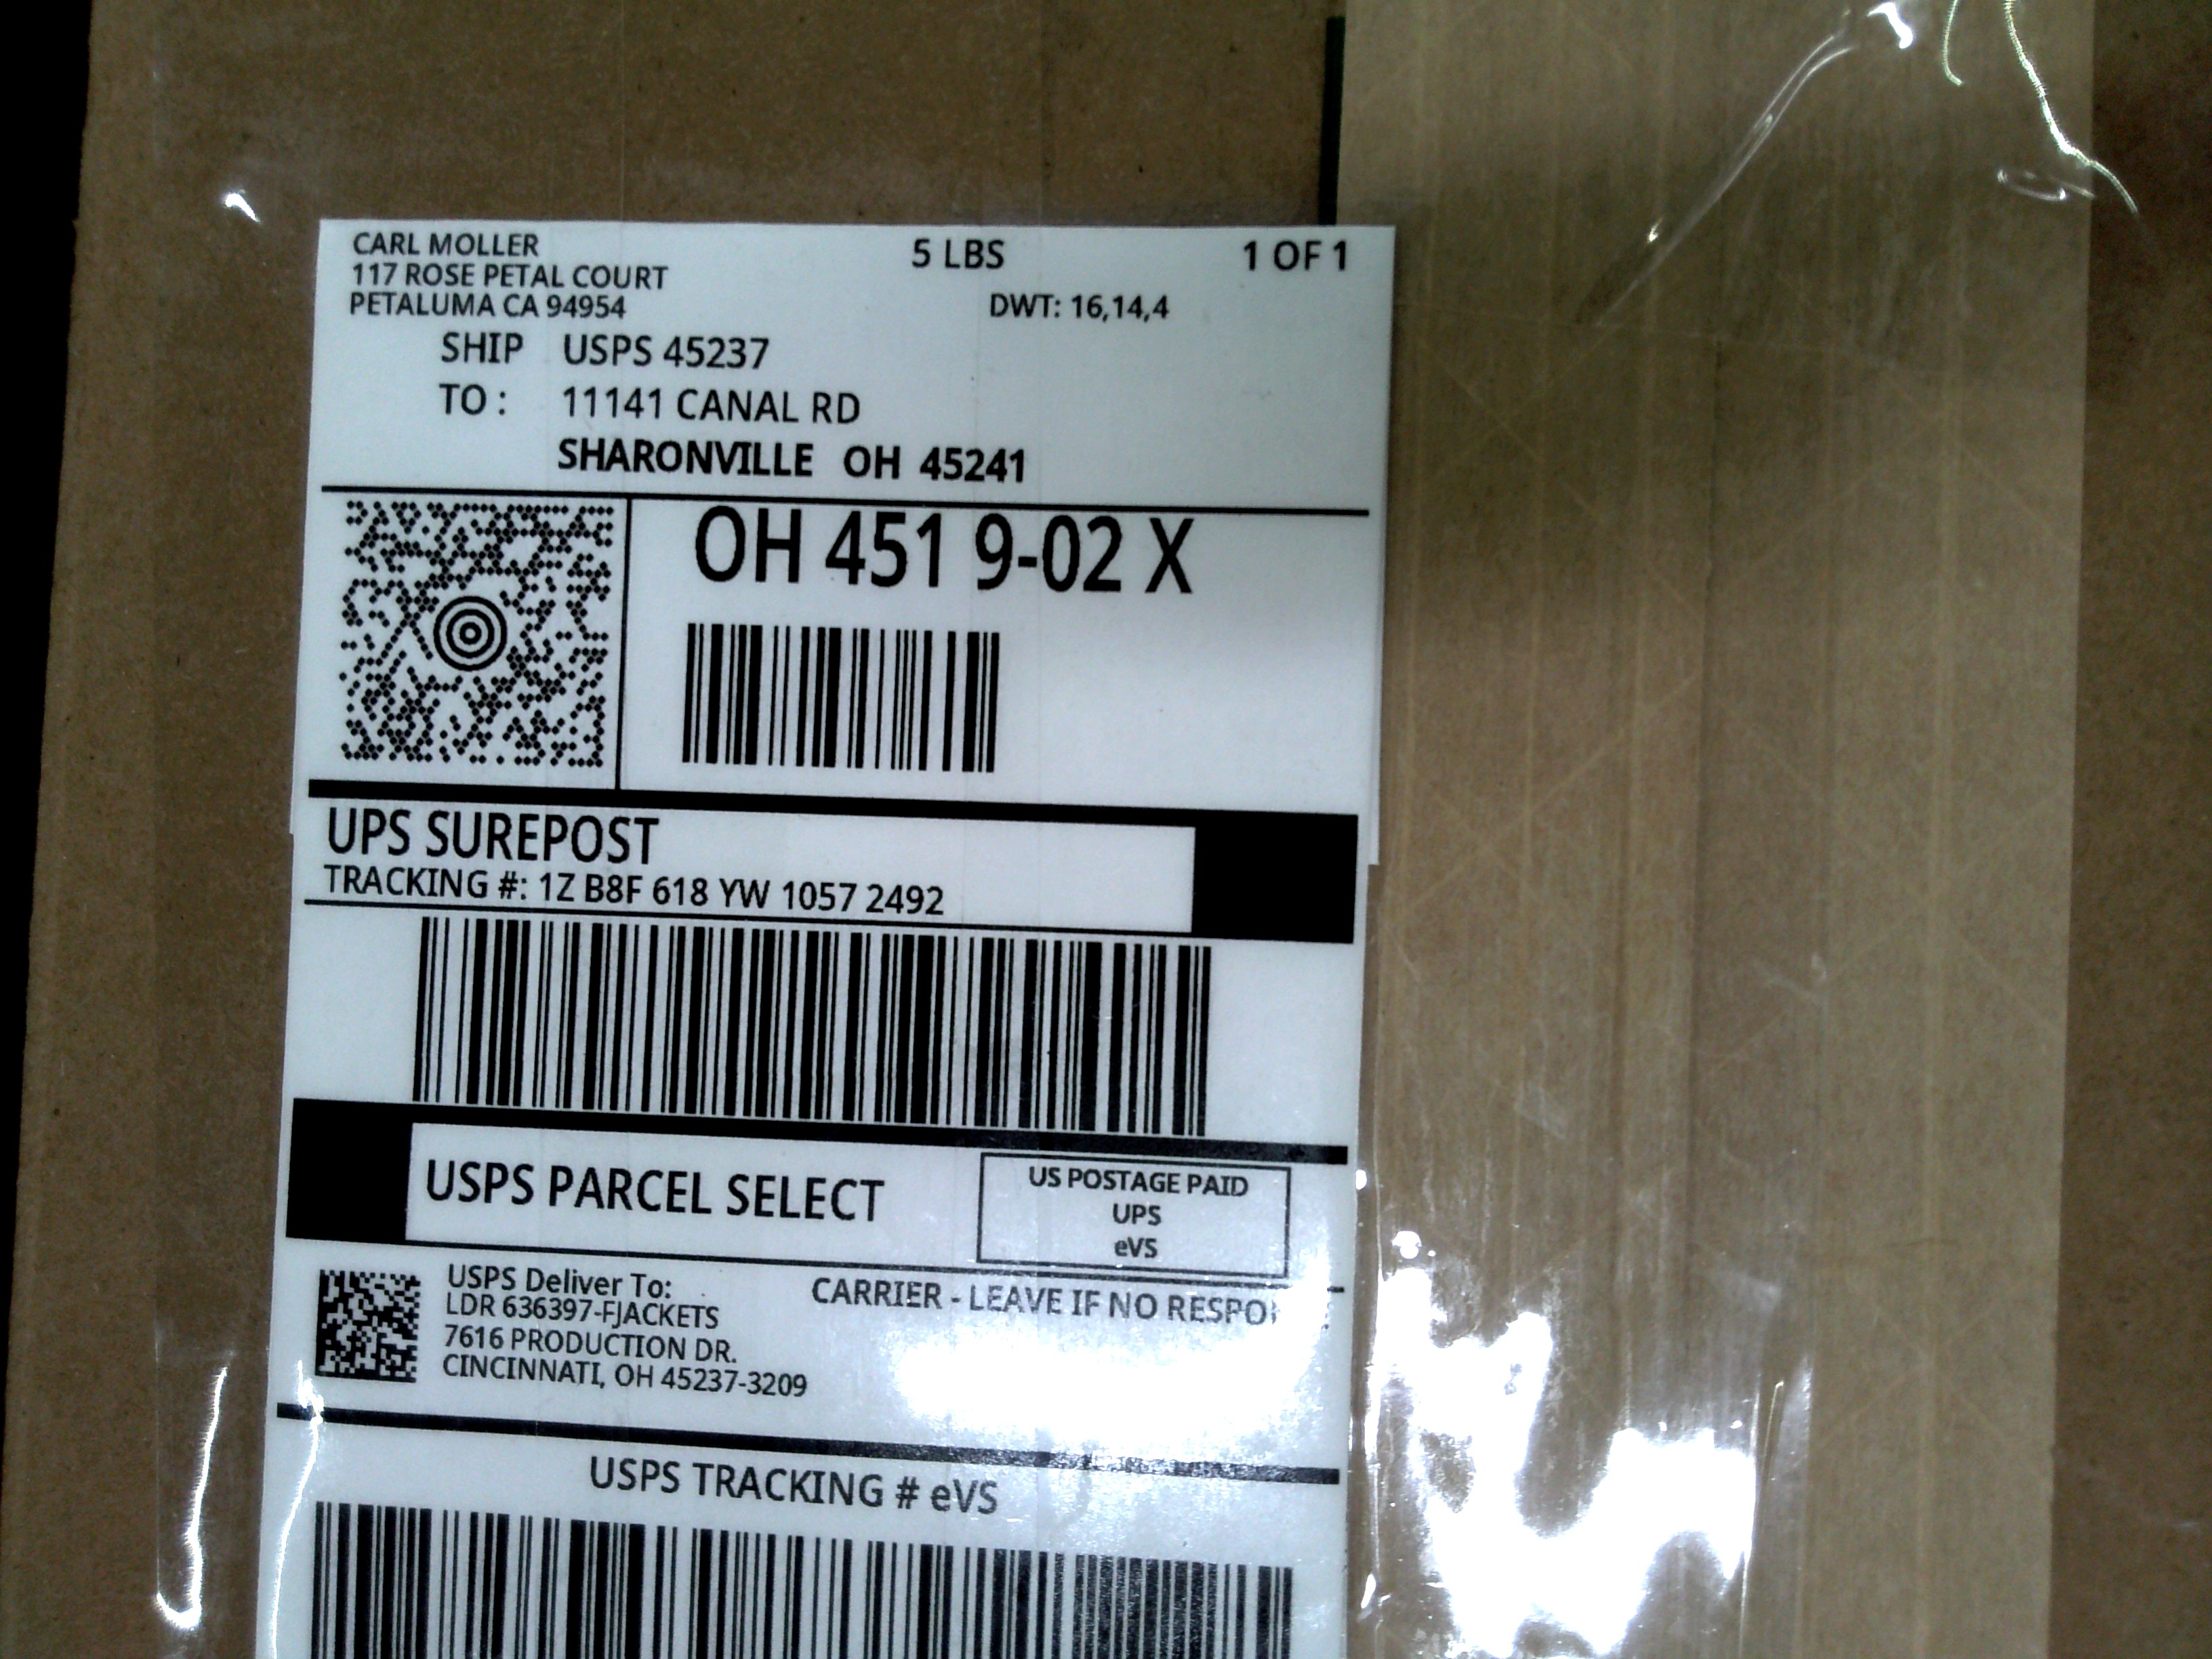 CARL MOLLER
117 ROSE PETAL COURT
PETALUMA CA 94954
5 LBS
1 OF 1
DWT: 16,14,4
SHIP TO :
USPS 45237
11141 CANAL RD
SHARONVILLE OH 45241
OH 451 9-02 X
UPS SUREPOST
TRACKING #: 1Z B8F 618 YW 1057 2492
USPS PARCEL SELECT
US POSTAGE PAID
UPS
eVS
USPS Deliver To:
LDR 636397-FJACKETS
7616 PRODUCTION DR.
CINCINNATI, OH 45237-3209
CARRIER - LEAVE IF NO
USPS TRACKING # eVS